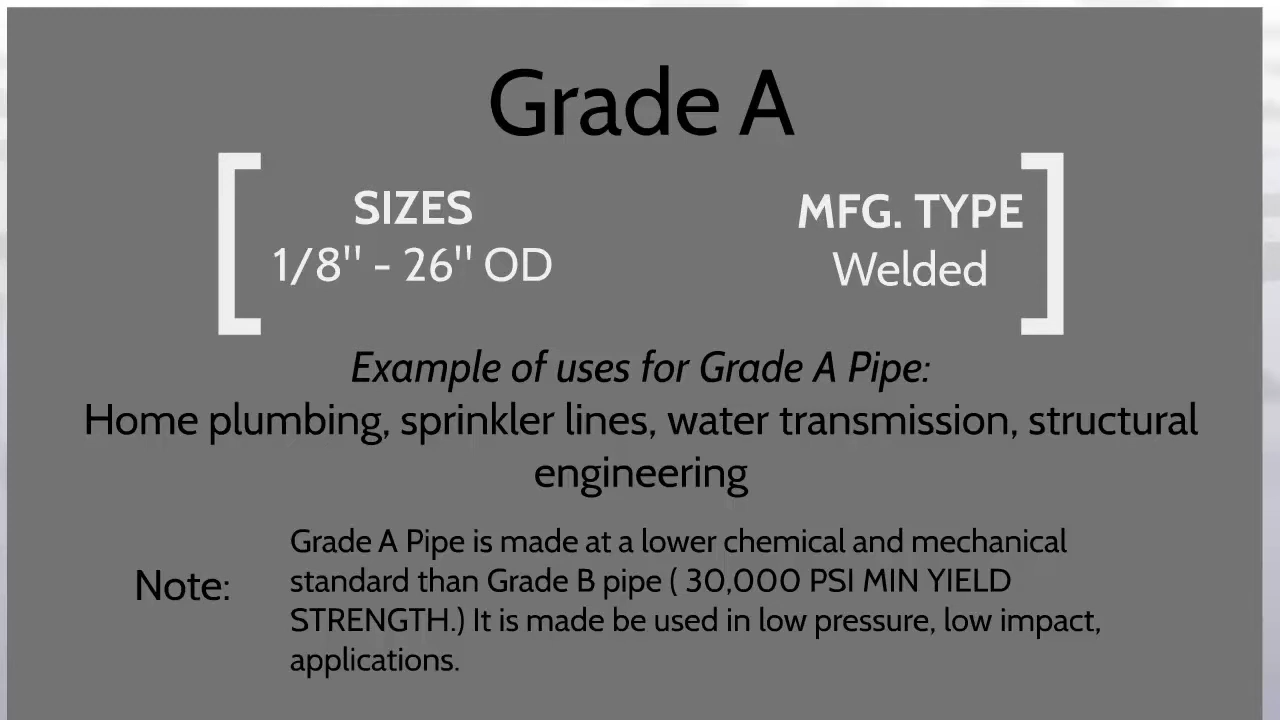 Grade A
SIZES
1/8" - 26" OD
MFG. TYPE
Welded
Example of uses for Grade A Pipe:
Home plumbing, sprinkler lines, water transmission, structural
engineering
Note:
Grade A Pipe is made at a lower chemical and mechanical
standard than Grade B pipe ( 30,000 PSI MIN YIELD
STRENGTH.) It is made be used in low pressure, low impact,
applications.